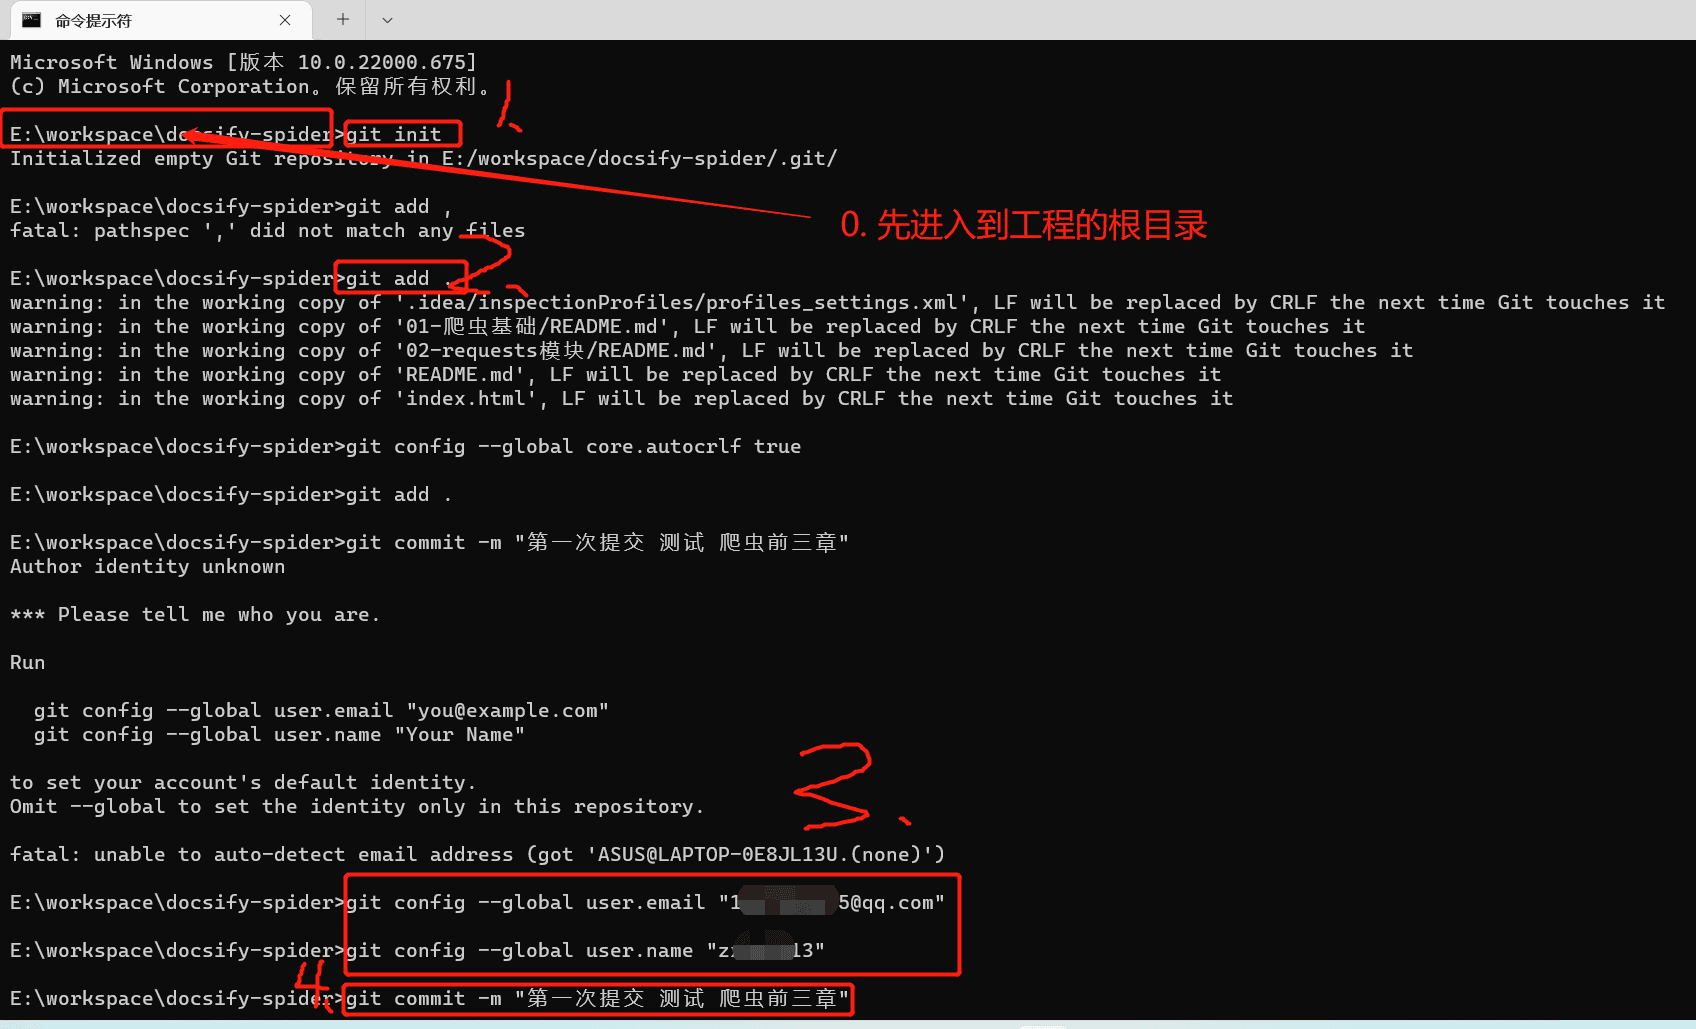 命令提示符
Microsoft Windows [版本 10.0.22000.675]
(c) Microsoft Corporation。保留所有权利。
1.
E:\workspace\docsify-spider>git init
Initialized empty Git repository in E:/workspace/docsify-spider/.git/
E:\workspace\docsify-spider>git add ,
0. 先进入到工程的根目录
fatal: pathspec ',' did not match any files
2.
E:\workspace\docsify-spider>git add .
warning: in the working copy of '.idea/inspectionProfiles/profiles_settings.xml', LF will be replaced by CRLF the next time Git touches it
warning: in the working copy of '01-爬虫基础/README.md', LF will be replaced by CRLF the next time Git touches it
warning: in the working copy of '02-requests模块/README.md', LF will be replaced by CRLF the next time Git touches it
warning: in the working copy of 'README.md', LF will be replaced by CRLF the next time Git touches it
warning: in the working copy of 'index.html', LF will be replaced by CRLF the next time Git touches it
E:\workspace\docsify-spider>git config --global core.autocrlf true
E:\workspace\docsify-spider>git add .
E:\workspace\docsify-spider>git commit -m "第一次提交 测试 爬虫前三章"
Author identity unknown
*** Please tell me who you are.
Run
git config --global user.email "you@example.com"
git config --global user.name "Your Name"
to set your account's default identity.
Omit --global to set the identity only in this repository.
3.
fatal: unable to auto-detect email address (got 'ASUS@LAPTOP-0E8JL13U.(none)')
E:\workspace\docsify-spider>git config --global user.email "1 5@qq.com"
E:\workspace\docsify-spider>git config --global user.name "z 13"
4.
E:\workspace\docsify-spider>git commit -m "第一次提交 测试 爬虫前三章"